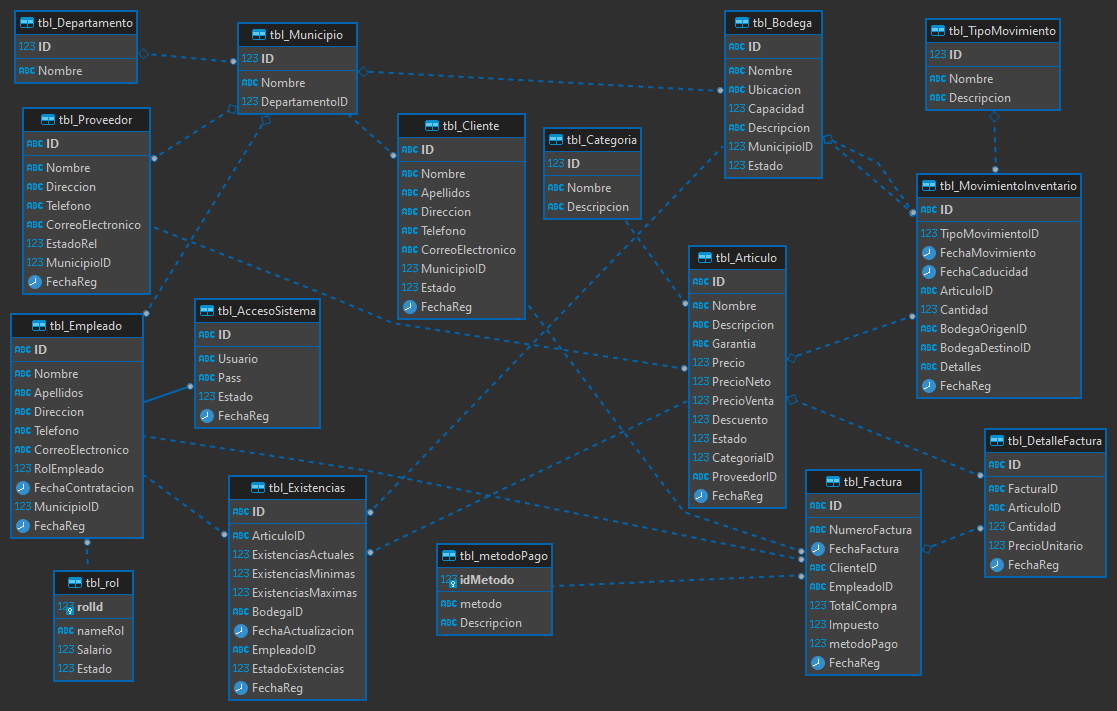 tbl_Departamento
123 ID
ABC Nombre
tbl_Municipio
123 ID
ABC Nombre
123 DepartamentoID
tbl_Bodega
ABC ID
ABC Nombre
ABC Ubicacion
123 Capacidad
ABC Descripcion
123 MunicipioID
123 Estado
tbl_TipoMovimiento
123 ID
ABC Nombre
ABC Descripcion
tbl_Proveedor
ABC ID
ABC Nombre
ABC Direccion
ABC Telefono
ABC CorreoElectronico
123 EstadoRel
123 MunicipioID
FechaReg
tbl_Cliente
ABC ID
ABC Nombre
ABC Apellidos
ABC Direccion
ABC Telefono
ABC CorreoElectronico
123 MunicipioID
123 Estado
FechaReg
tbl_Categoria
123 ID
ABC Nombre
ABC Descripcion
tbl_MovimientoInventario
ABC ID
123 TipoMovimientoID
FechaMovimiento
FechaCaducidad
ABC ArticuloID
123 Cantidad
ABC BodegaOrigenID
ABC BodegaDestinoID
ABC Detalles
FechaReg
tbl_Articulo
ABC ID
ABC Nombre
ABC Descripcion
ABC Garantia
123 Precio
123 PrecioNeto
123 PrecioVenta
123 Descuento
123 Estado
123 CategoriaID
ABC ProveedorID
FechaReg
tbl_Empleado
ABC ID
ABC Nombre
ABC Apellidos
ABC Direccion
ABC Telefono
ABC CorreoElectronico
123 RolEmpleado
FechaContratacion
123 MunicipioID
FechaReg
tbl_AccesoSistema
ABC ID
ABC Usuario
ABC Pass
123 Estado
FechaReg
tbl_DetalleFactura
ABC ID
ABC FacturaID
ABC ArticuloID
123 Cantidad
123 PrecioUnitario
FechaReg
tbl_Existencias
ABC ID
ABC ArticuloID
123 ExistenciasActuales
123 ExistenciasMinimas
123 ExistenciasMaximas
ABC BodegaID
FechaActualizacion
ABC EmpleadoID
123 EstadoExistencias
FechaReg
tbl_Factura
ABC ID
ABC NumeroFactura
FechaFactura
ABC ClienteID
ABC EmpleadoID
123 TotalCompra
123 Impuesto
123 metodoPago
FechaReg
tbl_metodoPago
123 idMetodo
ABC metodo
ABC Descripcion
tbl_rol
123 rolId
ABC nameRol
123 Salario
123 Estado